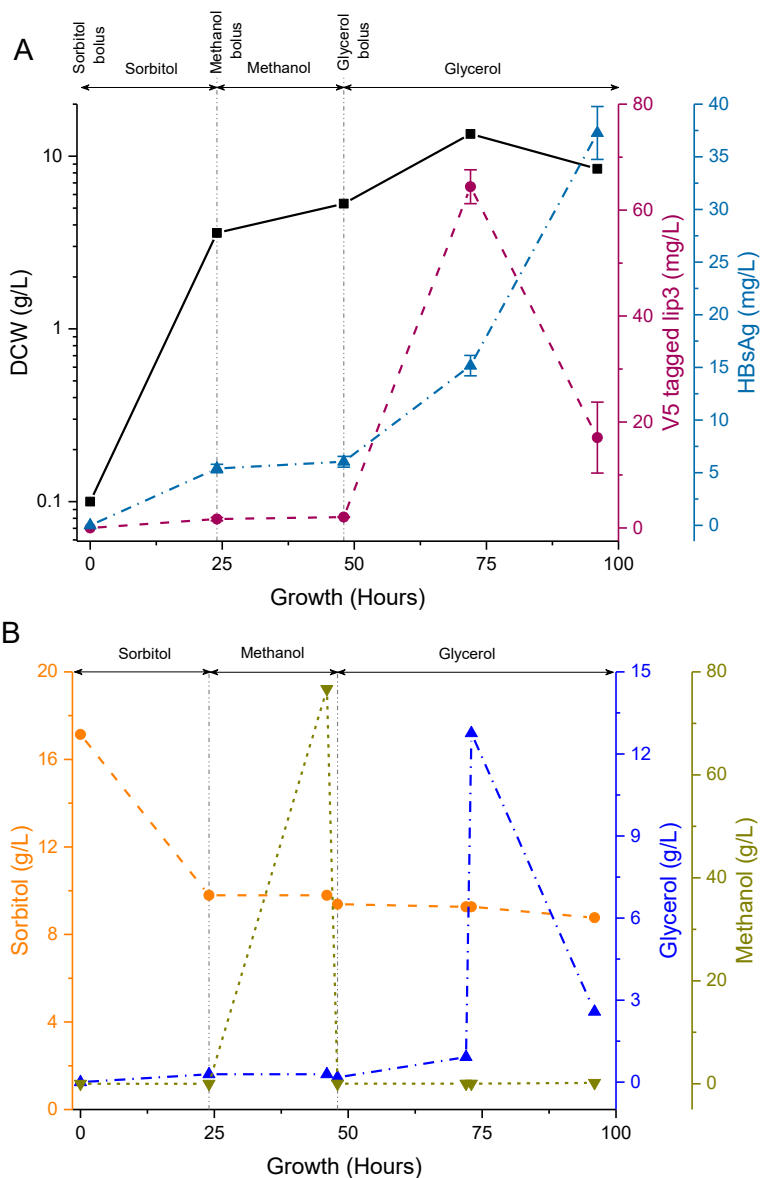 A
Sorbitol
bolus
Methanol
bolus
Glycerol
bolus
Sorbitol
Methanol
Glycerol
10
1
0.1
DCW (g/L)
80
60
40
20
0
V5 tagged lip3 (mg/L)
40
35
30
25
20
15
10
5
0
HBsAg (mg/L)
0
25
50
75
100
Growth (Hours)
B
Sorbitol
Methanol
Glycerol
20
16
12
8
4
0
Sorbitol (g/L)
15
12
9
6
3
0
Glycerol (g/L)
80
60
40
20
0
Methanol (g/L)
0
25
50
75
100
Growth (Hours)